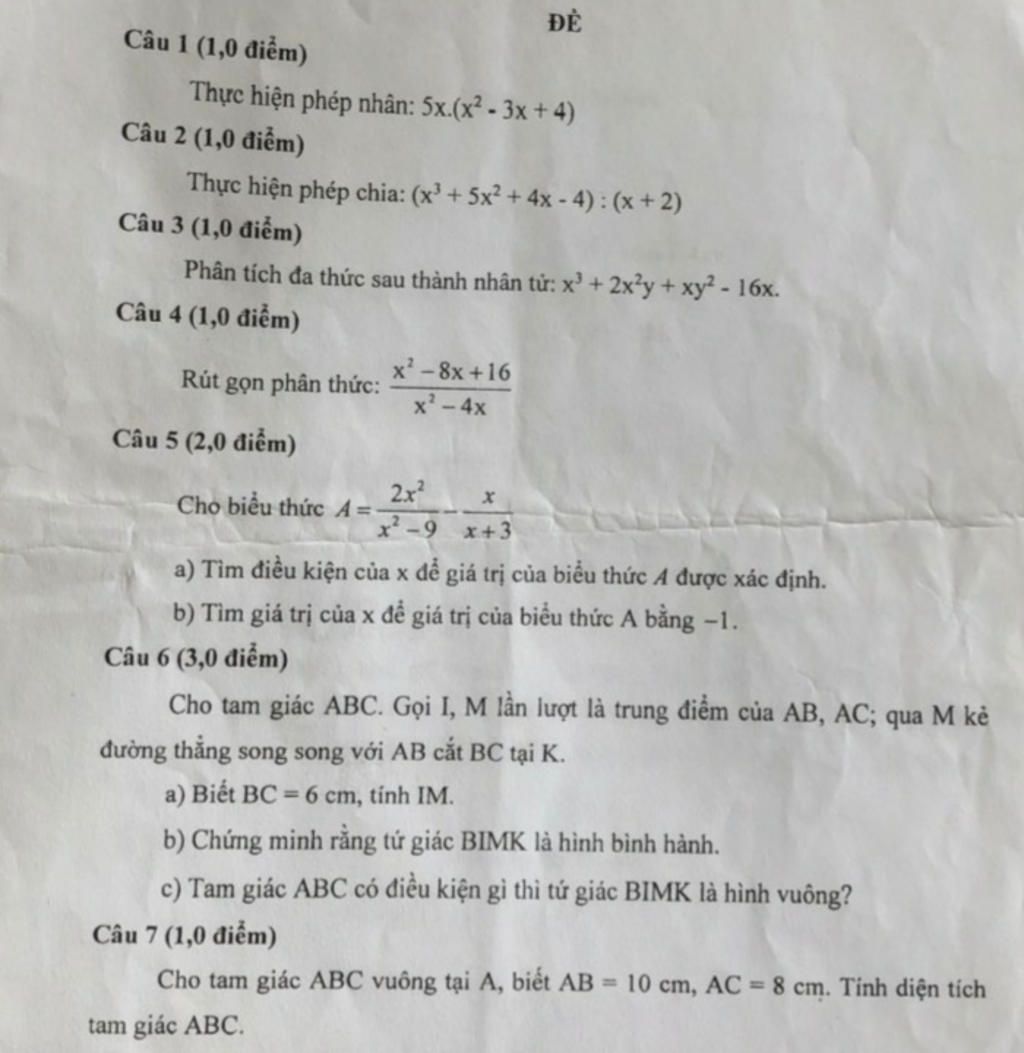 ĐỀ
Câu 1 (1,0 điểm)
Thực hiện phép nhân: 5x.(x² - 3x + 4)
Câu 2 (1,0 điểm)
Thực hiện phép chia: (x³ + 5x² + 4x - 4) : (x + 2)
Câu 3 (1,0 điểm)
Phân tích đa thức sau thành nhân tử: x³ + 2x²y + xy² - 16x.
Câu 4 (1,0 điểm)
Rút gọn phân thức: (x² – 8x + 16)/(x² – 4x)
Câu 5 (2,0 điểm)
Cho biểu thức A = 2x²/(x² – 9) – x/(x + 3)
a) Tìm điều kiện của x để giá trị của biểu thức A được xác định.
b) Tìm giá trị của x để giá trị của biểu thức A bằng –1.
Câu 6 (3,0 điểm)
Cho tam giác ABC. Gọi I, M lần lượt là trung điểm của AB, AC; qua M kẻ
đường thẳng song song với AB cắt BC tại K.
a) Biết BC = 6 cm, tính IM.
b) Chứng minh rằng tứ giác BIMK là hình bình hành.
c) Tam giác ABC có điều kiện gì thì tứ giác BIMK là hình vuông?
Câu 7 (1,0 điểm)
Cho tam giác ABC vuông tại A, biết AB = 10 cm, AC = 8 cm. Tính diện tích
tam giác ABC.